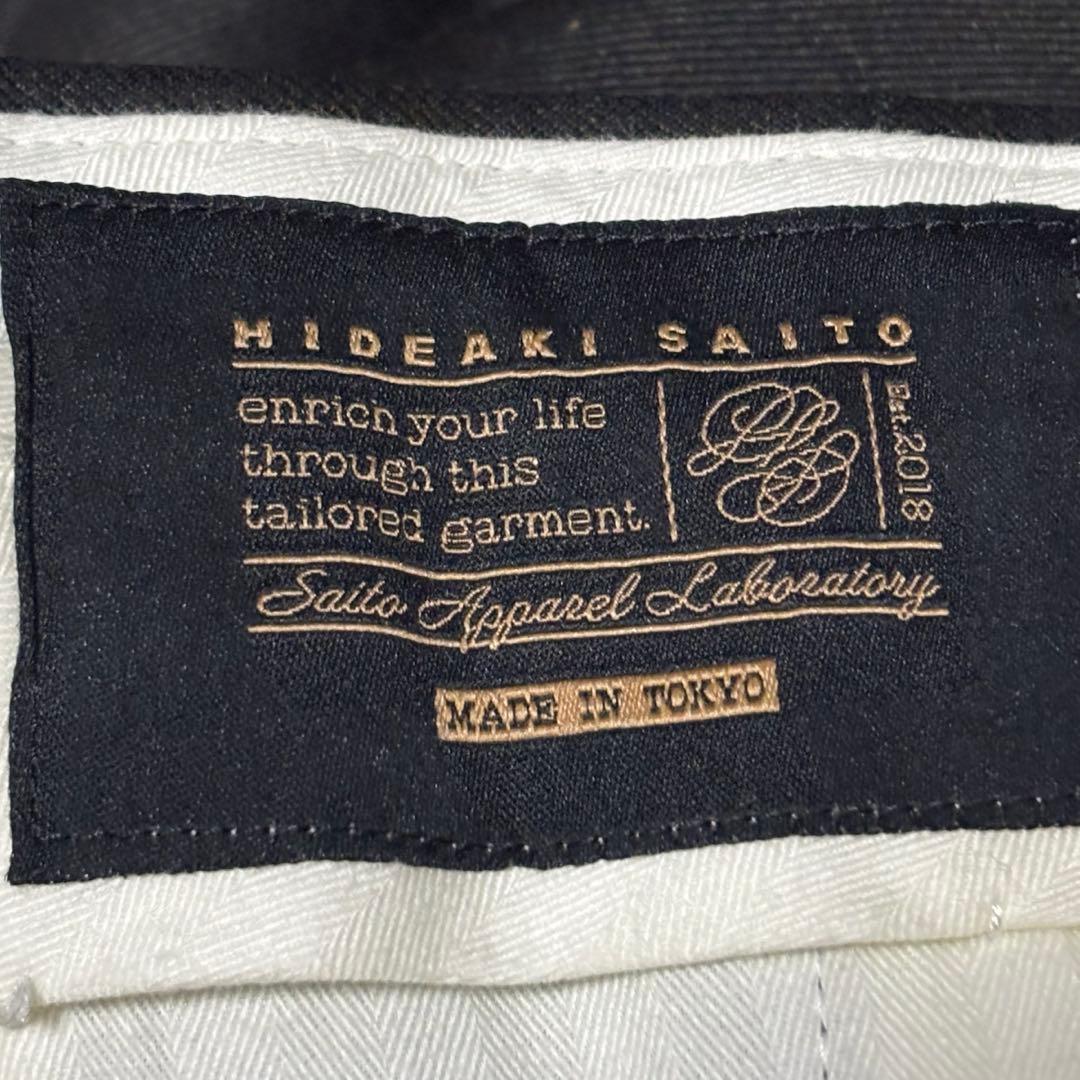 HIDEAKI SAITO
enrich your life
through this
tailored garment.
Est.2018
Saito Apparel Laboratory
MADE IN TOKYO